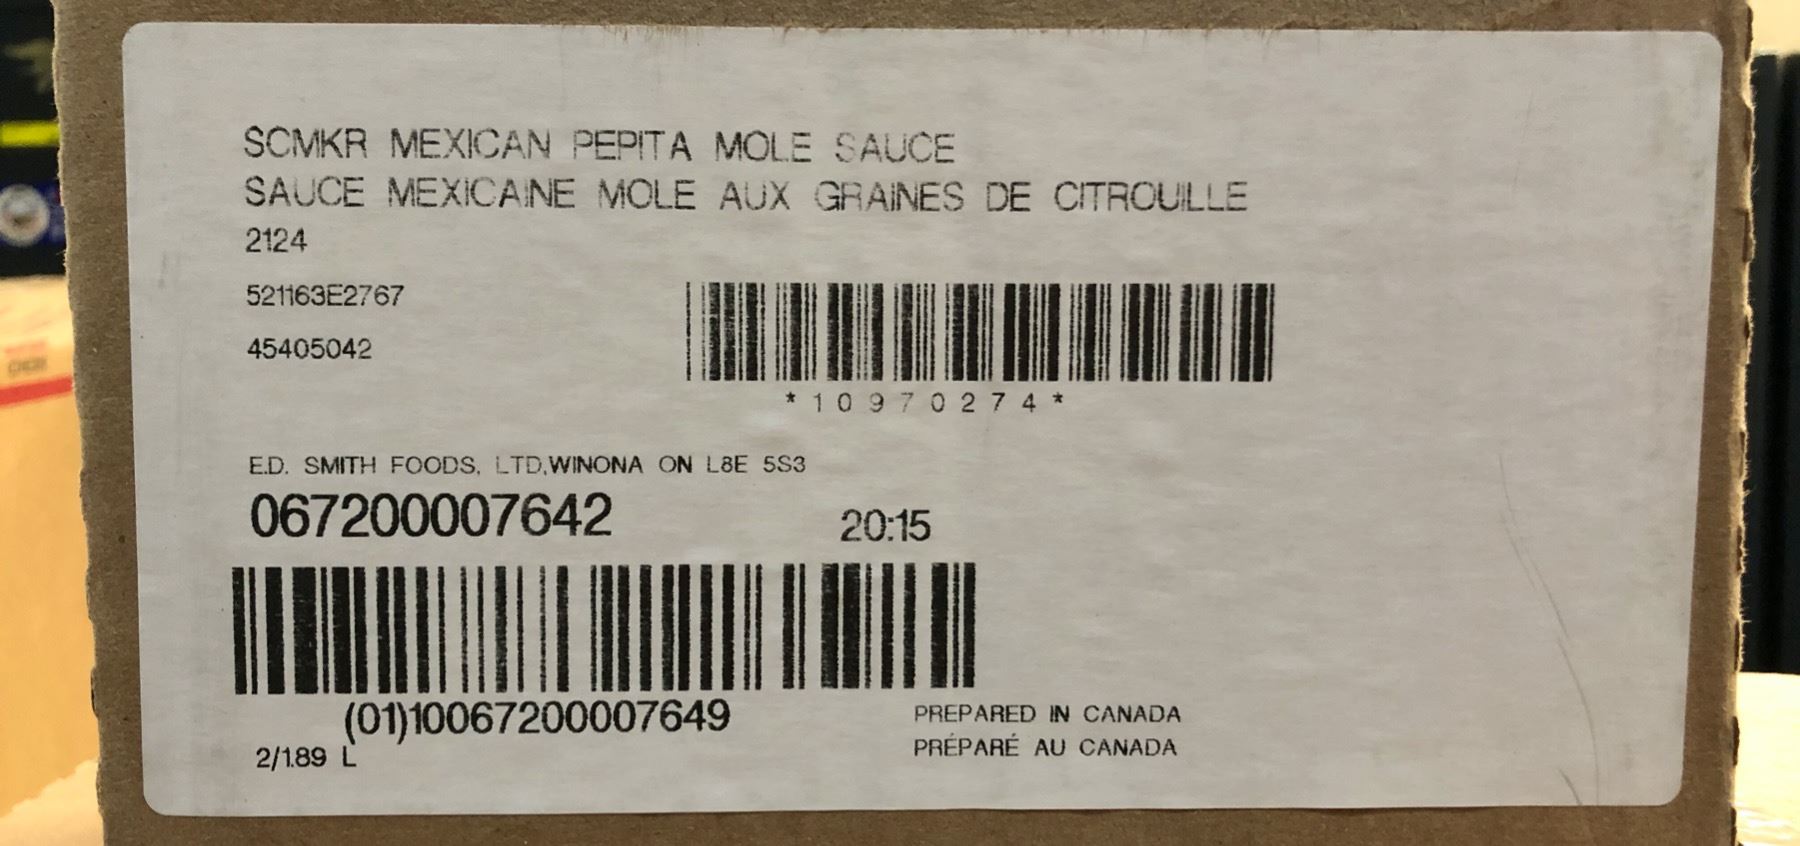 SCMKR MEXICAN PEPITA MOLE SAUCE
SAUCE MEXICAINE MOLE AUX GRAINES DE CITROUILLE
2124
521163E2767
45405042
*10970274*
E.D. SMITH FOODS, LTD,WINONA ON L8E 5S3
067200007642
20:15
(01)10067200007649
2/1.89 L
PREPARED IN CANADA
PRÉPARÉ AU CANADA